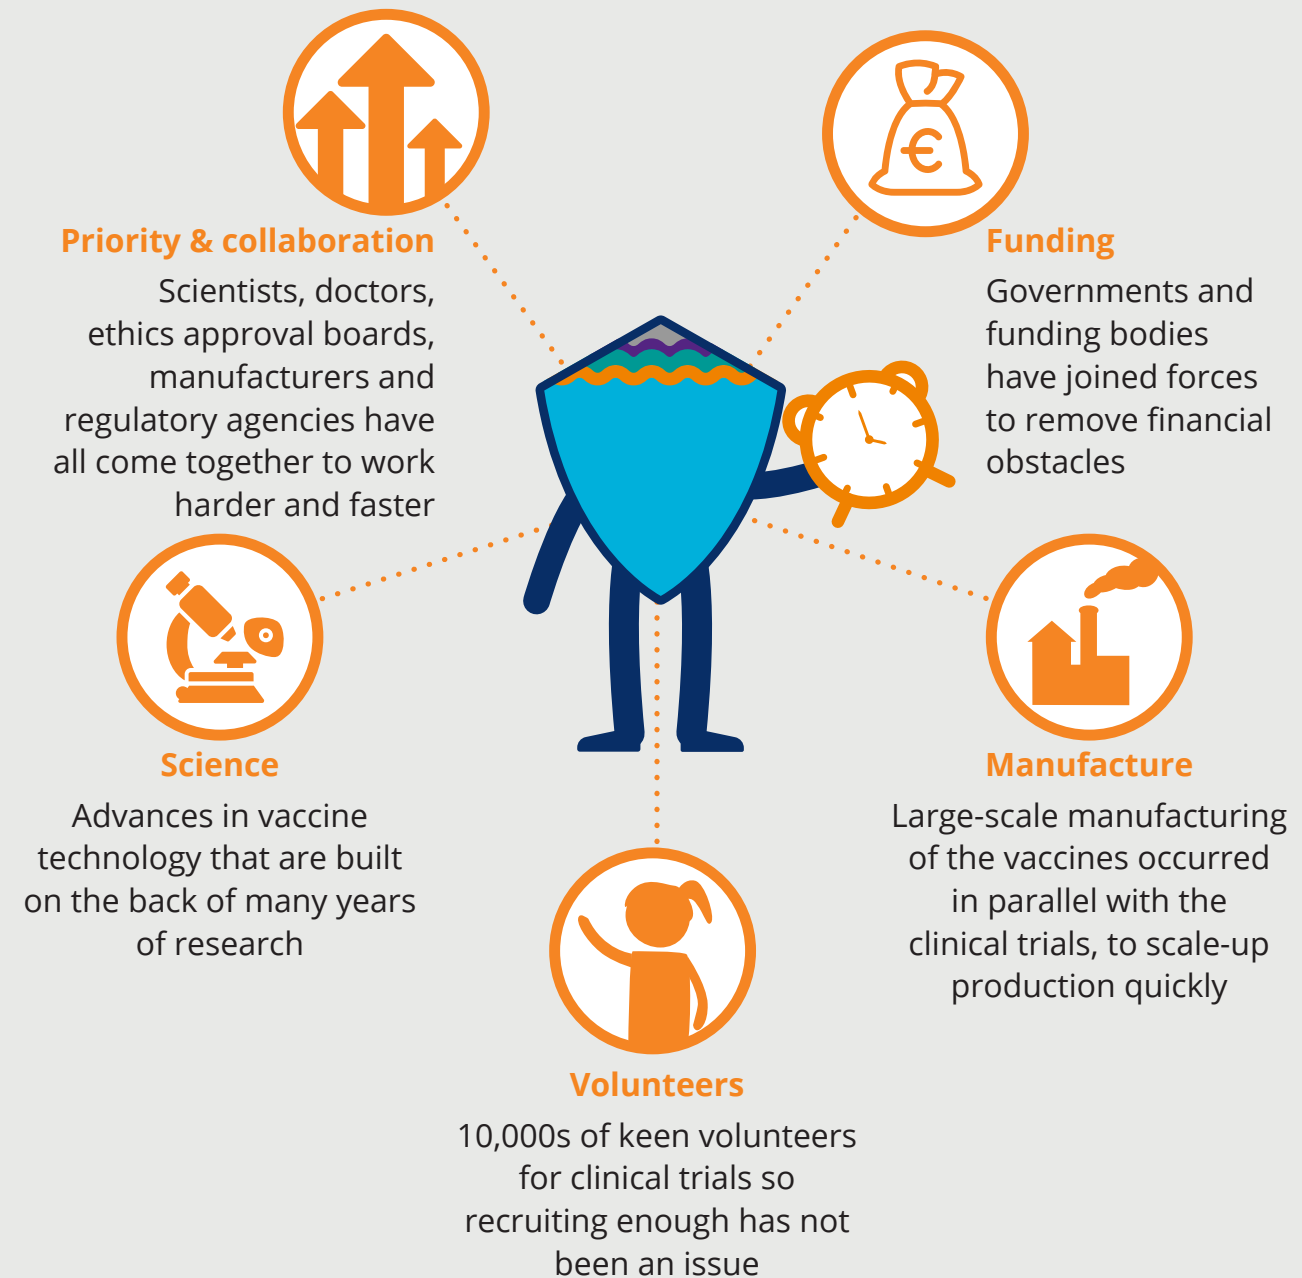 Priority & collaboration
Scientists, doctors,
ethics approval boards,
manufacturers and
regulatory agencies have
all come together to work
harder and faster
€
Funding
Governments and
funding bodies
have joined forces
to remove financial
obstacles
Science
Advances in vaccine
technology that are built
on the back of many years
of research
Manufacture
Large-scale manufacturing
of the vaccines occurred
in parallel with the
clinical trials, to scale-up
production quickly
Volunteers
10,000s of keen volunteers
for clinical trials so
recruiting enough has not
been an issue